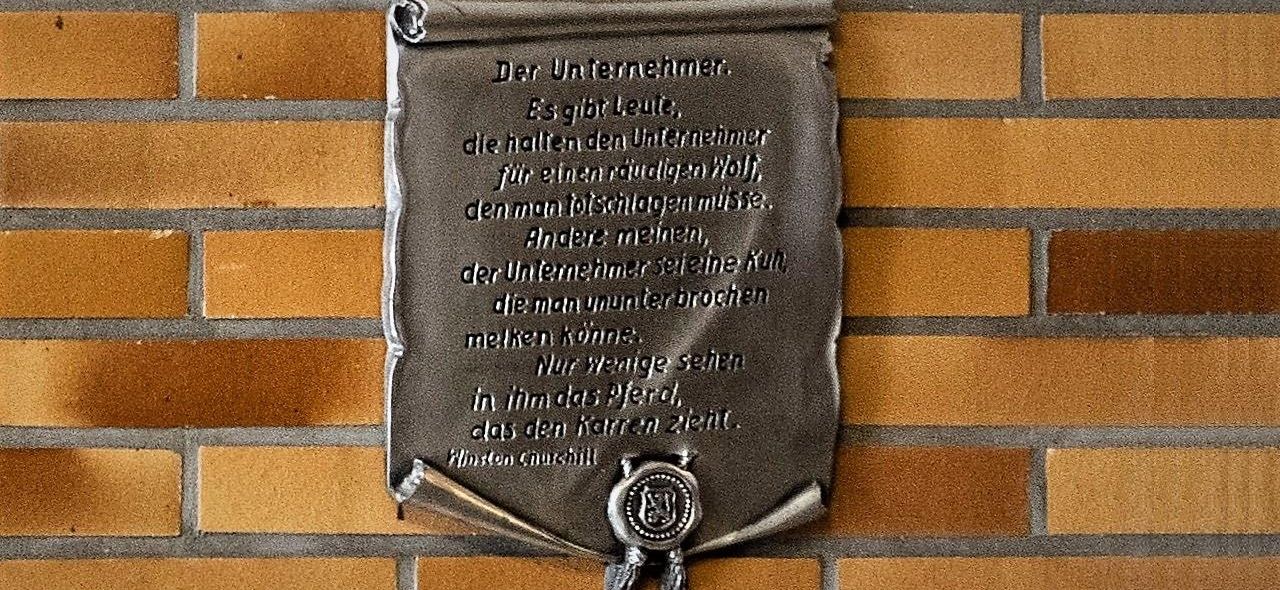 Der Unternehmer.
Es gibt Leute,
die halten den Unternehmer
für einen räudigen Wolf,
den man totschlagen müsse.
Andere meinen,
der Unternehmer sei eine Kuh,
die man ununterbrochen
melken könne.
Nur wenige sehen
in ihm das Pferd,
das den Karren zieht.
Winston Churchill